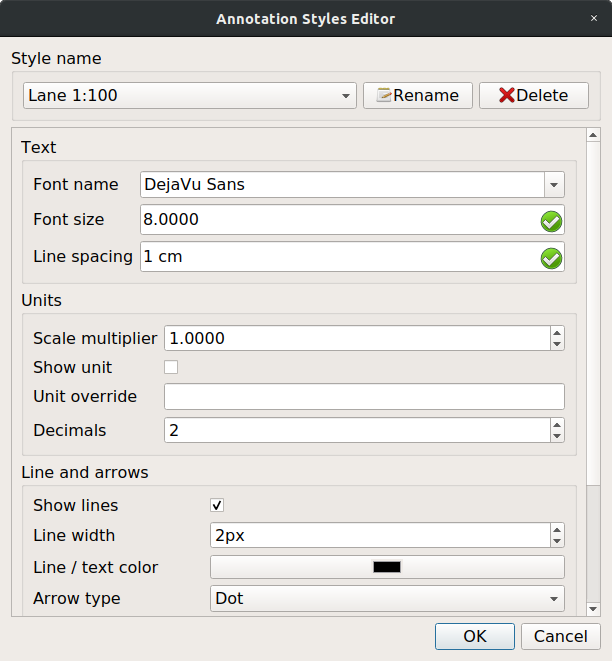 Annotation Styles Editor ×
Style name
Lane 1:100 Rename Delete
Text
Font name DejaVu Sans
Font size 8.0000
Line spacing 1 cm
Units
Scale multiplier 1.0000
Show unit
Unit override
Decimals 2
Line and arrows
Show lines
Line width 2px
Line / text color
Arrow type Dot
OK Cancel